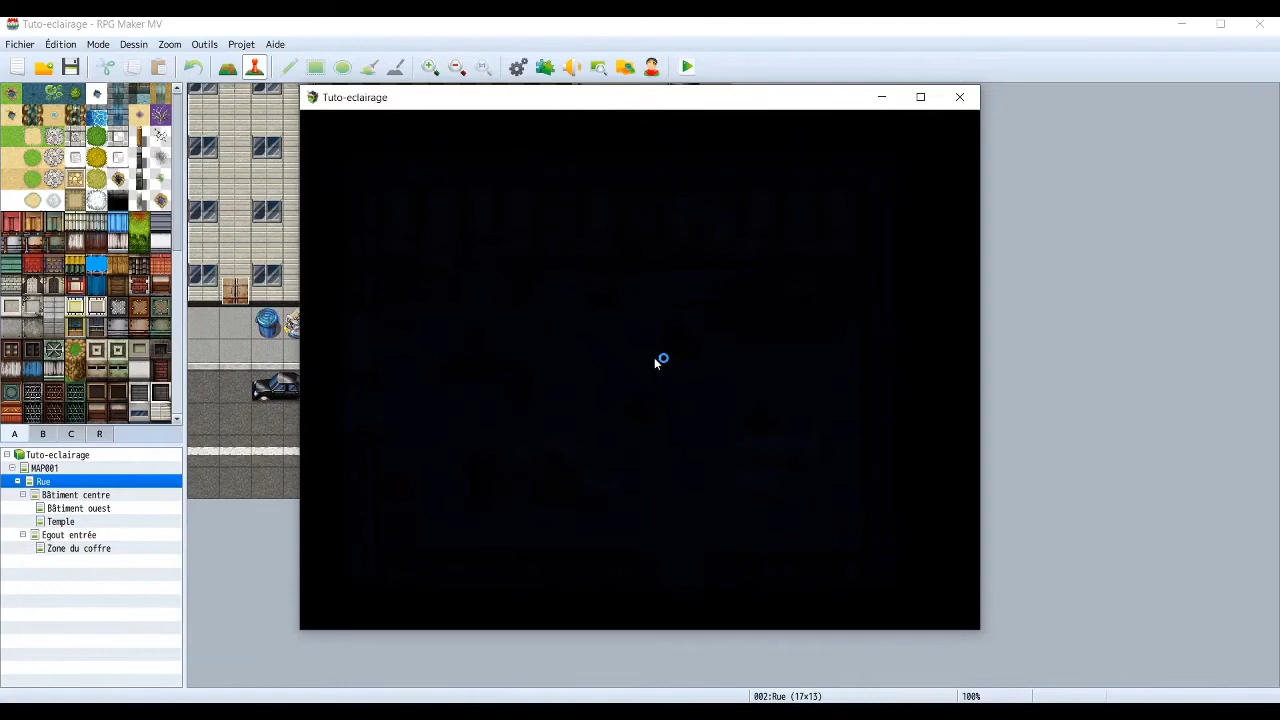 Tuto-eclairage - RPG Maker MV
Fichier Édition Mode Dessin Zoom Outils Projet Aide
Tuto-eclairage
A B C R
Tuto-eclairage
MAP001
Rue
Bâtiment centre
Bâtiment ouest
Temple
Egout entrée
Zone du coffre
002:Rue (17x13) 100%